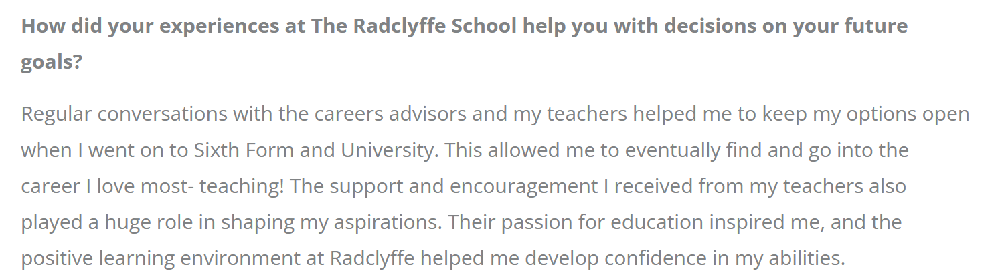 How did your experiences at The Radclyffe School help you with decisions on your future
goals?
Regular conversations with the careers advisors and my teachers helped me to keep my options open
when I went on to Sixth Form and University. This allowed me to eventually find and go into the
career I love most- teaching! The support and encouragement I received from my teachers also
played a huge role in shaping my aspirations. Their passion for education inspired me, and the
positive learning environment at Radclyffe helped me develop confidence in my abilities.